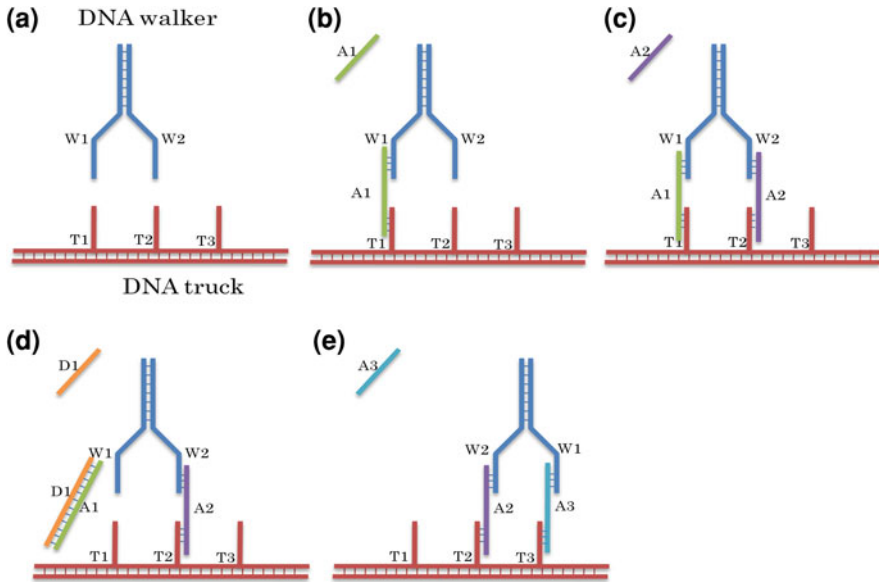 (a) DNA walker
W1 W2
T1 T2 T3
DNA truck
(b)
A1
W1 W2
A1
T1 T2 T3
(c)
A2
W1 W2
A1 A2
T1 T2 T3
(d)
D1
W1 W2
D1 A1 A2
T1 T2 T3
(e)
A3
W2 W1
A2 A3
T1 T2 T3